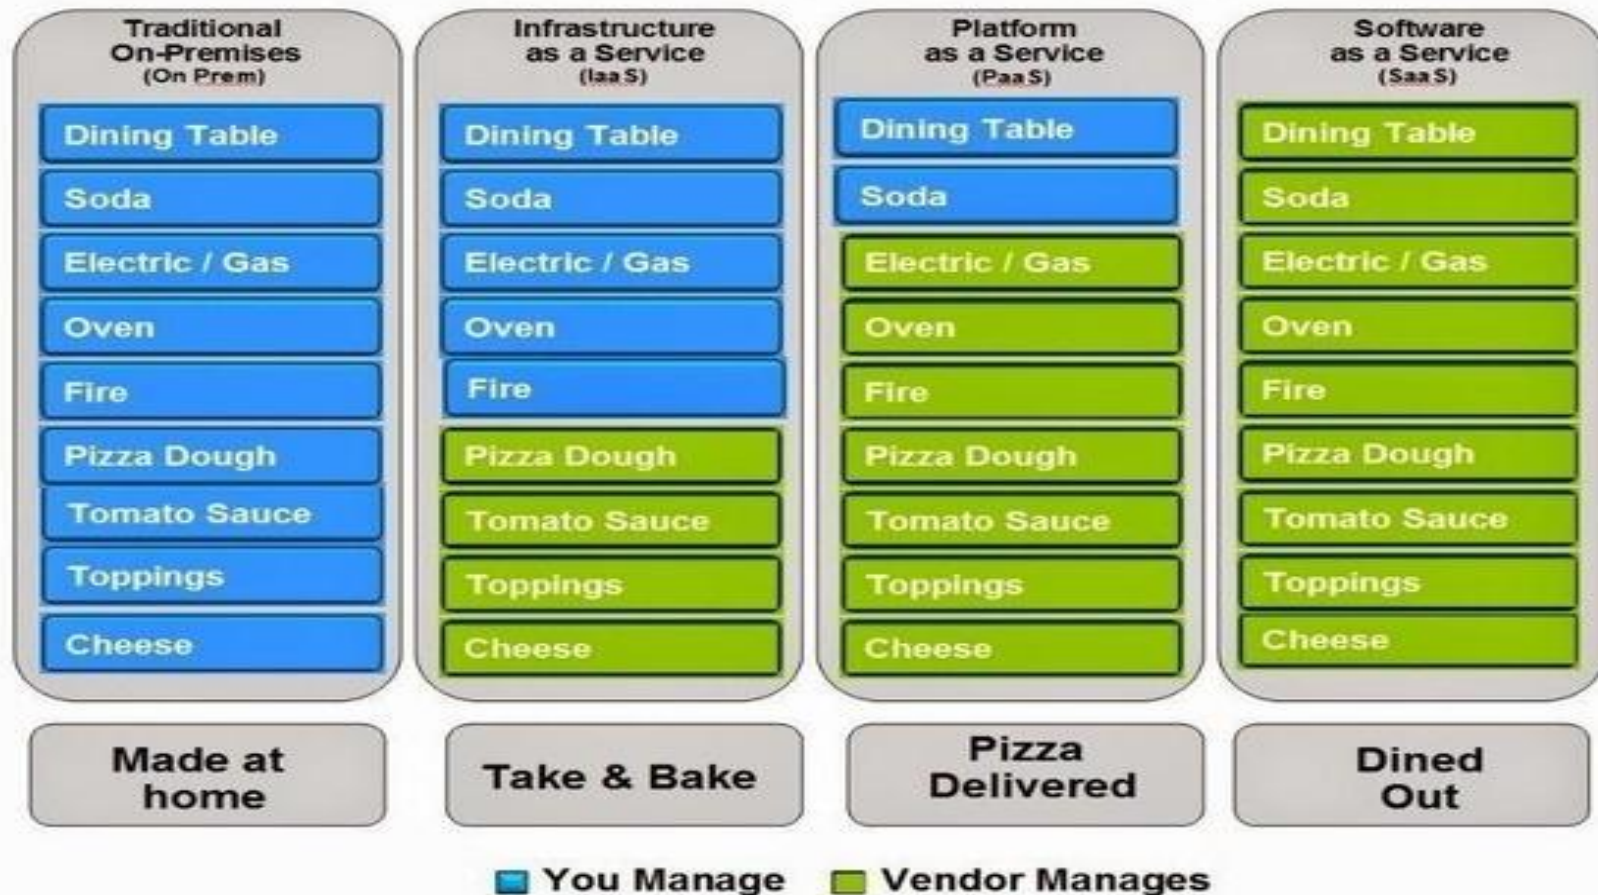 Traditional
On-Premises
(On Prem)
Dining Table
Soda
Electric / Gas
Oven
Fire
Pizza Dough
Tomato Sauce
Toppings
Cheese
Made at
home
Infrastructure
as a Service
(IaaS)
Dining Table
Soda
Electric / Gas
Oven
Fire
Pizza Dough
Tomato Sauce
Toppings
Cheese
Take & Bake
Platform
as a Service
(PaaS)
Dining Table
Soda
Electric / Gas
Oven
Fire
Pizza Dough
Tomato Sauce
Toppings
Cheese
Pizza
Delivered
Software
as a Service
(SaaS)
Dining Table
Soda
Electric / Gas
Oven
Fire
Pizza Dough
Tomato Sauce
Toppings
Cheese
Dined
Out
You Manage
Vendor Manages